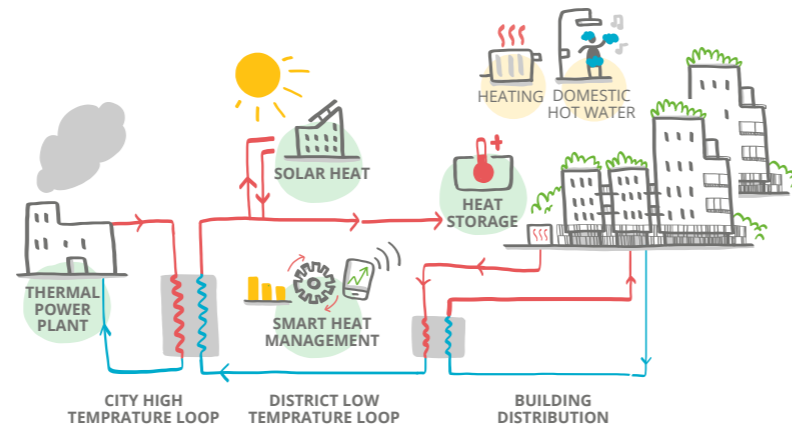 HEATING
DOMESTIC
HOT WATER
SOLAR HEAT
HEAT
STORAGE
THERMAL
POWER
PLANT
SMART HEAT
MANAGEMENT
CITY HIGH
TEMPRATURE LOOP
DISTRICT LOW
TEMPRATURE LOOP
BUILDING
DISTRIBUTION